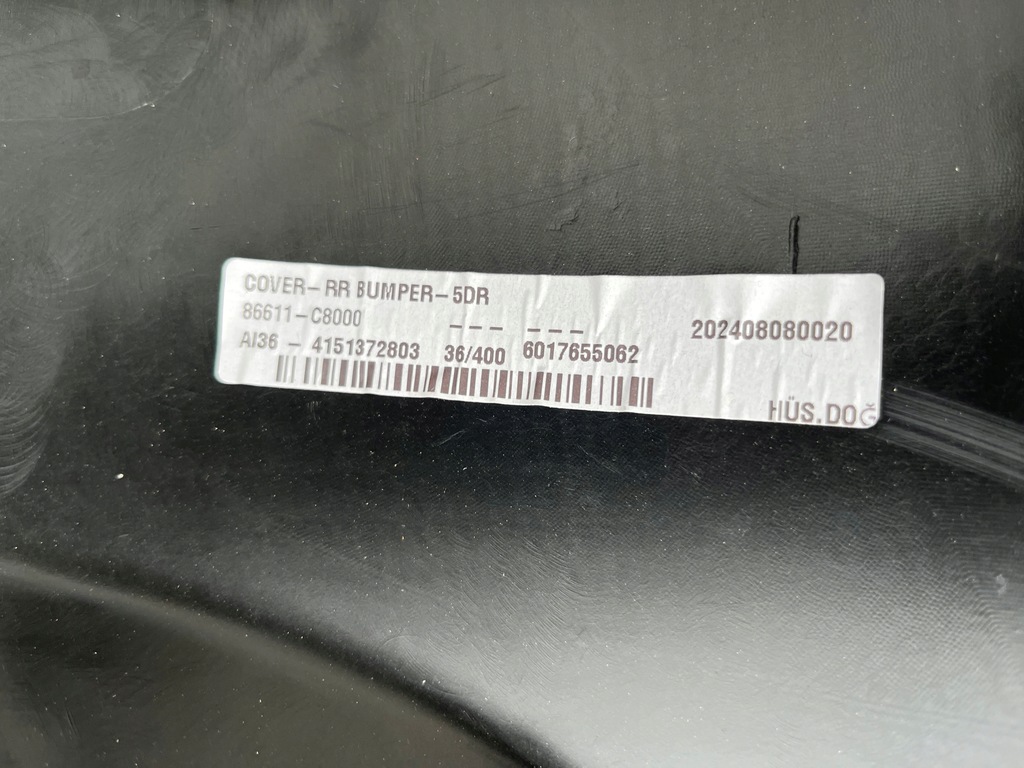 COVER-RR BUMPER-5DR
86611-C8000 --- --- 202408080020
AI36 - 4151372803 36/400 6017655062
HÜS.DOĞ